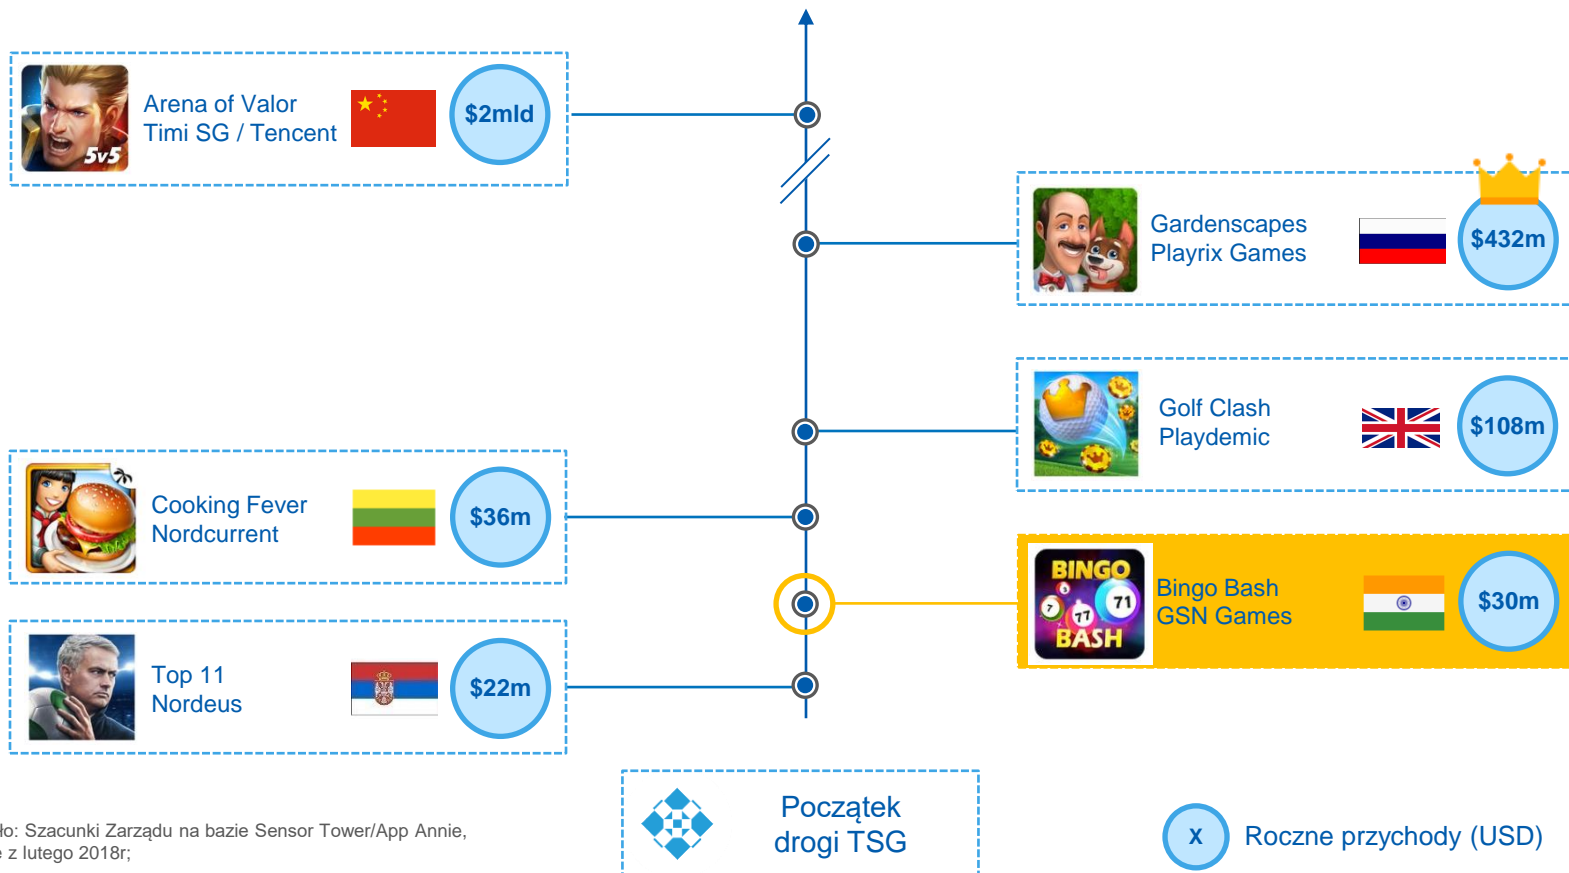 Arena of Valor
Timi SG / Tencent
$2mld
5v5
Gardenscapes
Playrix Games
$432m
Golf Clash
Playdemic
$108m
Cooking Fever
Nordcurrent
$36m
BINGO
71
7
77
BASH
Bingo Bash
GSN Games
$30m
Top 11
Nordeus
$22m
Początek
drogi TSG
X
Roczne przychody (USD)
ło: Szacunki Zarządu na bazie Sensor Tower/App Annie,
z lutego 2018r;